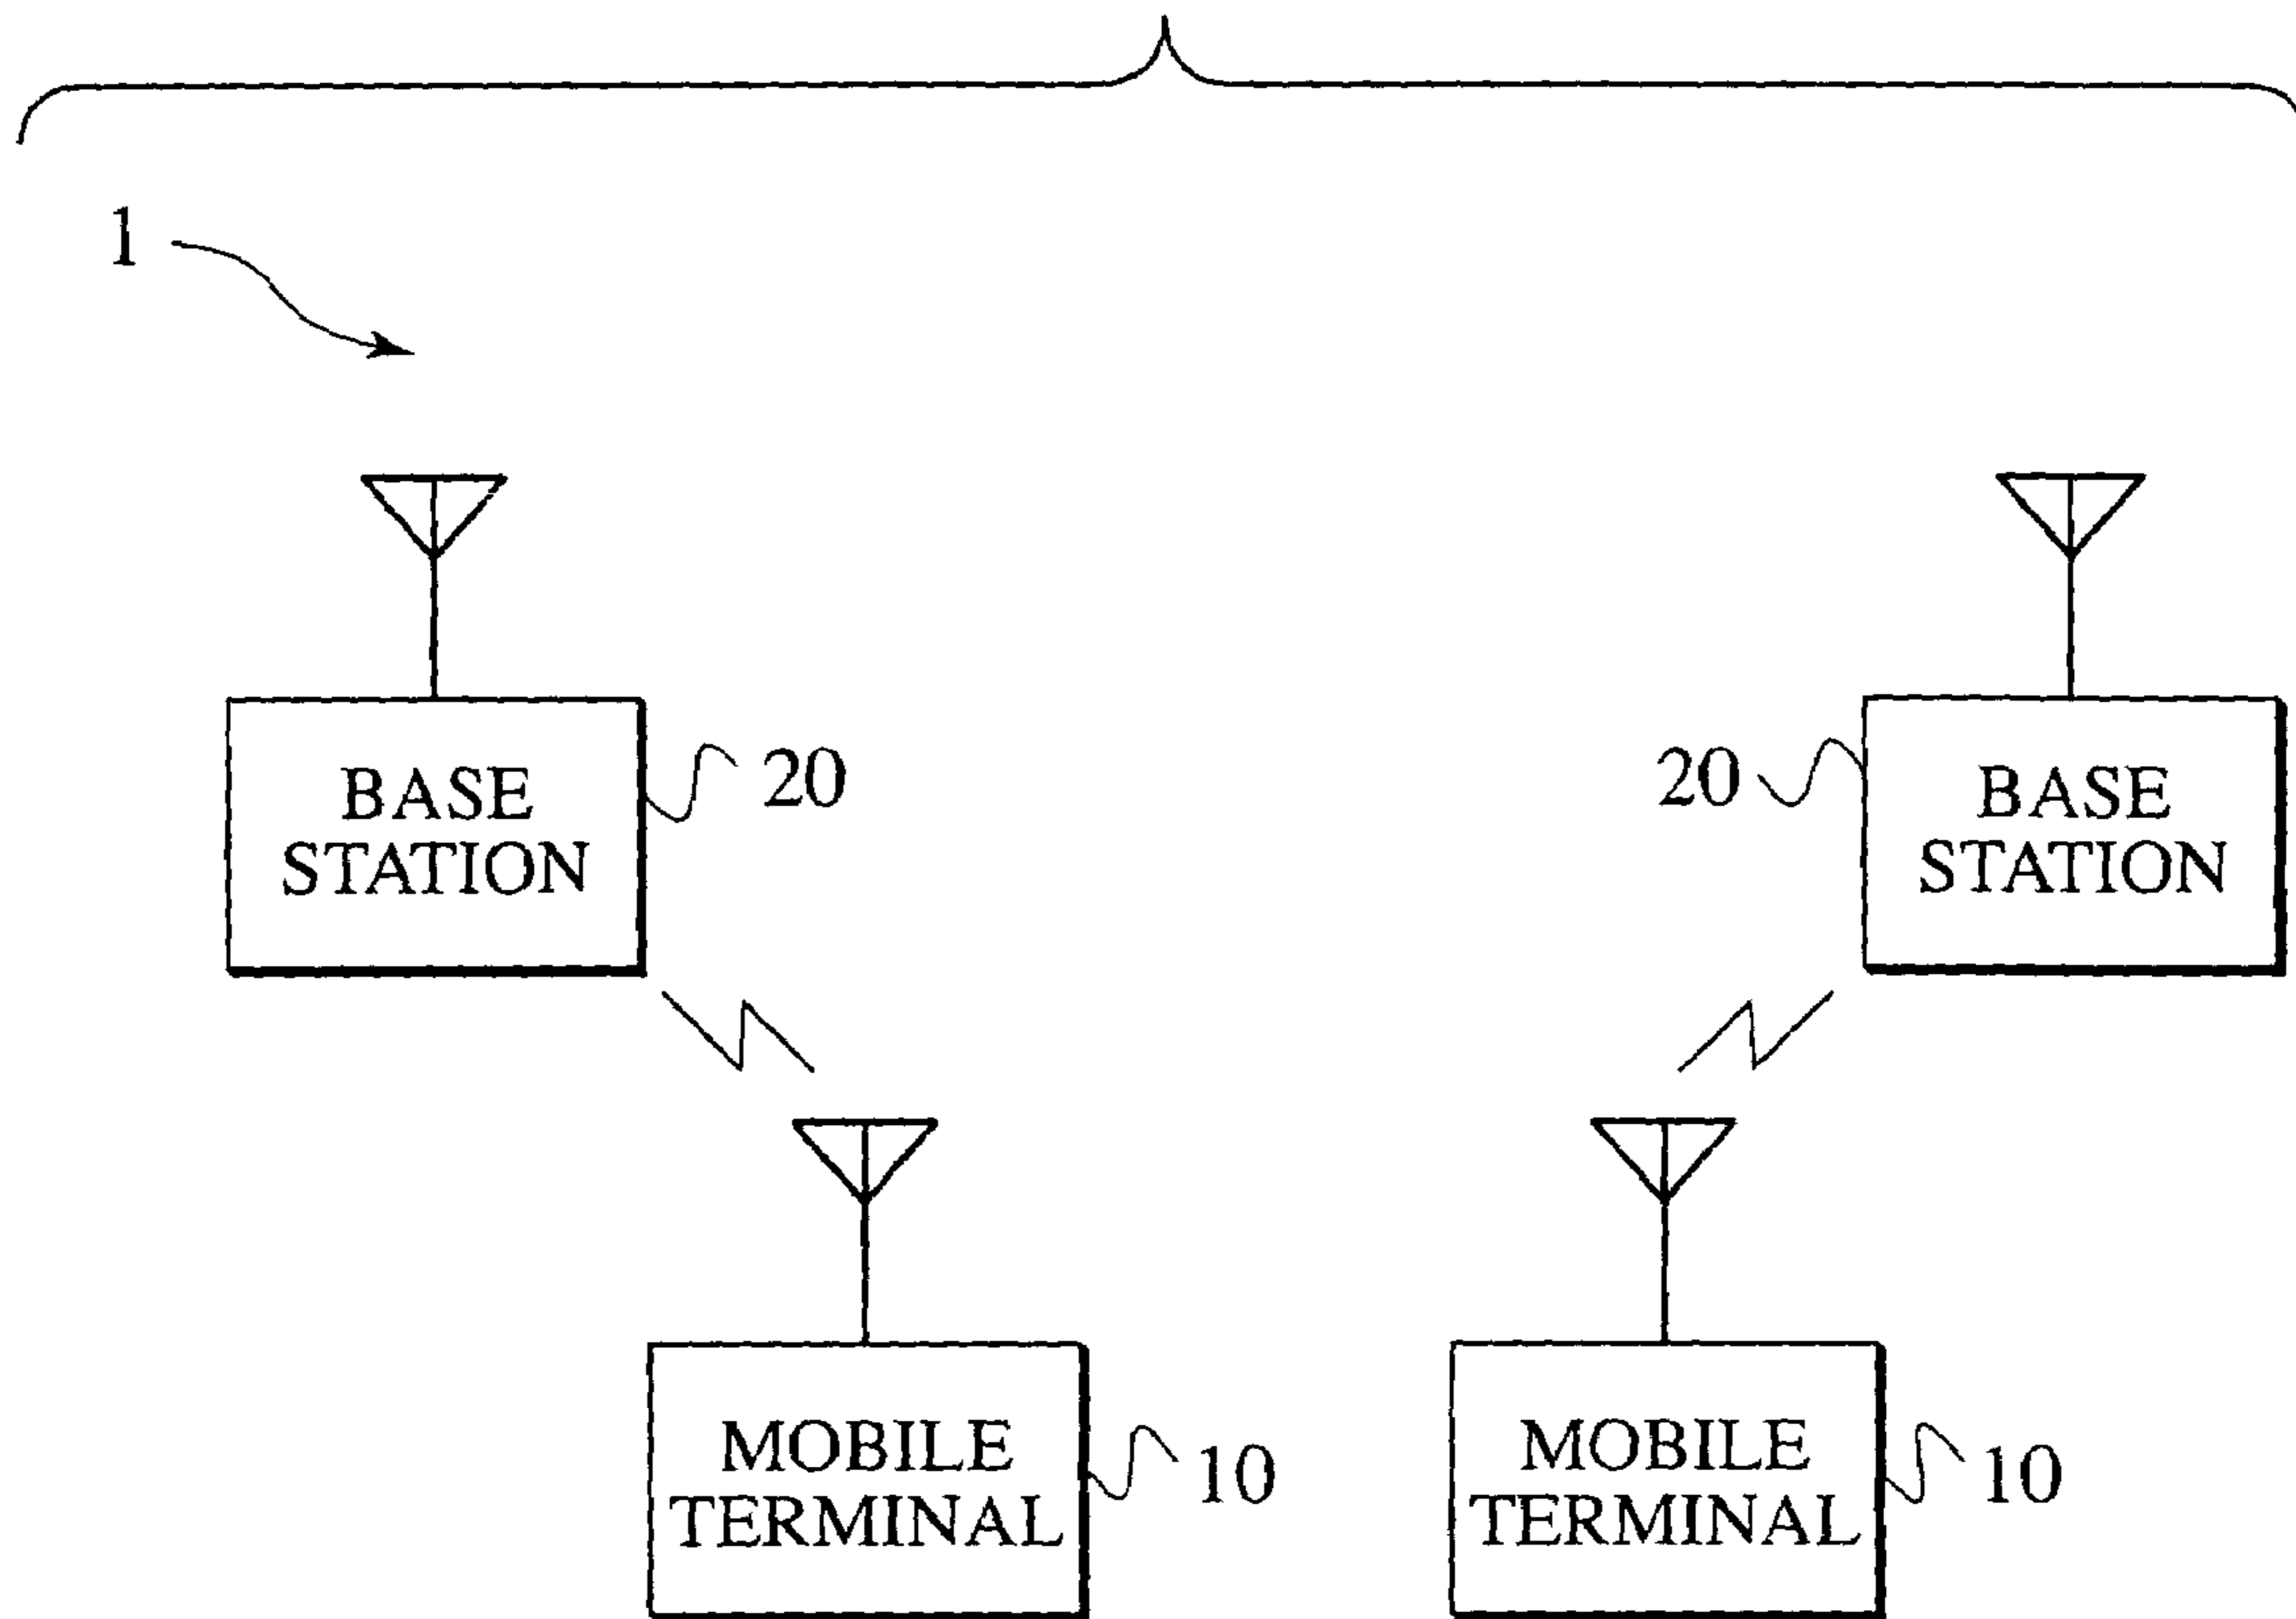 1
BASE
STATION
20
20
BASE
STATION
MOBILE
TERMINAL
10
MOBILE
TERMINAL
10